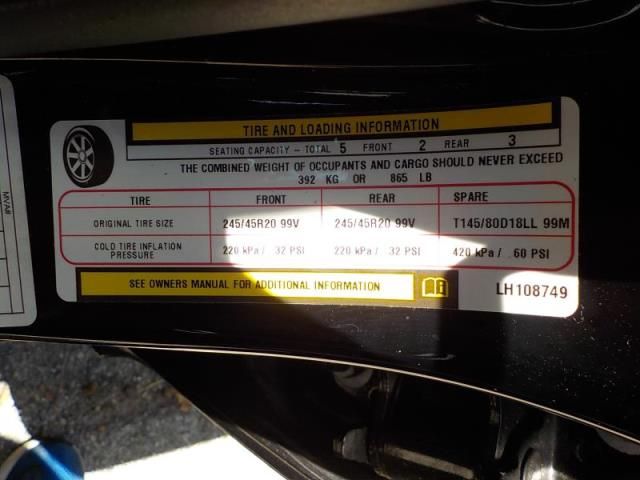 TIRE AND LOADING INFORMATION
SEATING CAPACITY - TOTAL 5 FRONT 2 REAR 3
THE COMBINED WEIGHT OF OCCUPANTS AND CARGO SHOULD NEVER EXCEED
392 KG OR 865 LB
TIRE FRONT REAR SPARE
ORIGINAL TIRE SIZE 245/45R20 99V 245/45R20 99V T145/80D18LL 99M
COLD TIRE INFLATION PRESSURE 220 kPa / 32 PSI 220 kPa / 32 PSI 420 kPa / 60 PSI
SEE OWNERS MANUAL FOR ADDITIONAL INFORMATION
LH108749
MVA#